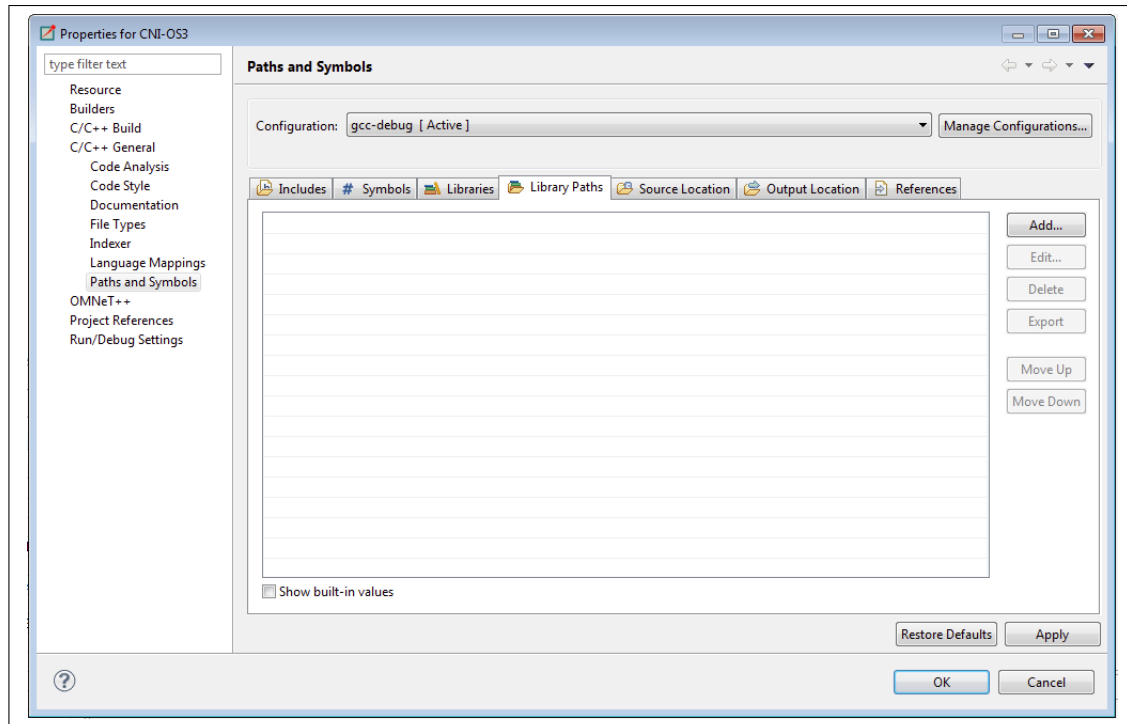 Properties for CNI-OS3
type filter text
Resource
Builders
C/C++ Build
C/C++ General
Code Analysis
Code Style
Documentation
File Types
Indexer
Language Mappings
Paths and Symbols
OMNeT++
Project References
Run/Debug Settings
Paths and Symbols
Configuration: gcc-debug [ Active ] Manage Configurations...
Includes # Symbols Libraries Library Paths Source Location Output Location References
Add...
Edit...
Delete
Export
Move Up
Move Down
Show built-in values
Restore Defaults Apply
? OK Cancel